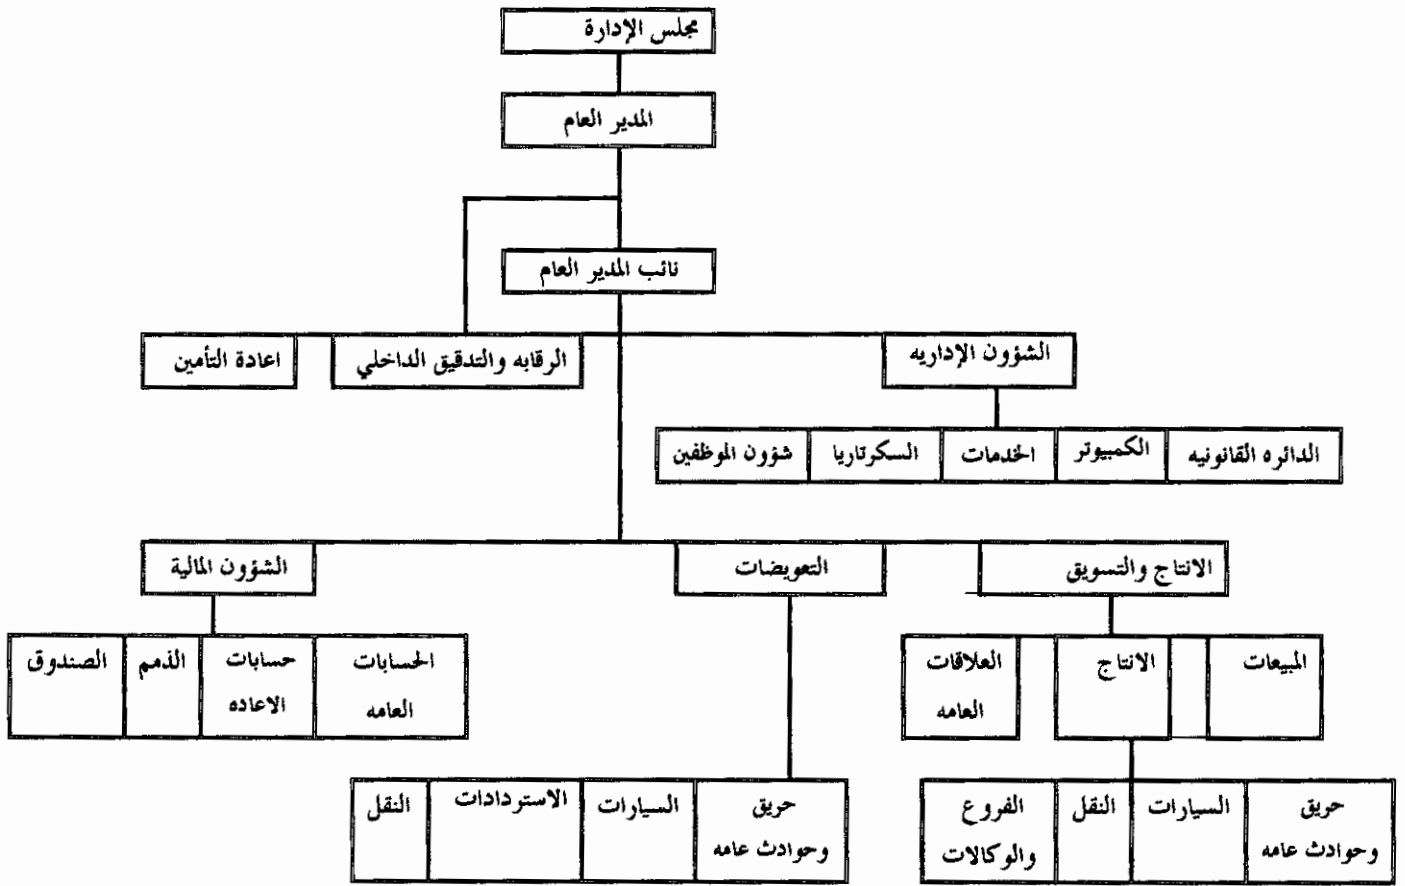 مجلس الإدارة
المدير العام
نائب المدير العام
الشؤون الإداريه
الرقابه والتدقيق الداخلي
اعادة التأمين
الدائره القانونيه
الكمبيوتر
الخدمات
السكرتاريا
شؤون الموظفين
الانتاج والتسويق
التعويضات
الشؤون المالية
المبيعات
الانتاج
العلاقات
العامه
الحسابات
العامه
حسابات
الاعاده
الذمم
الصندوق
حريق
وحوادث عامه
السيارات
النقل
الفروع
والوكالات
حريق
وحوادث عامه
السيارات
الاستردادات
النقل